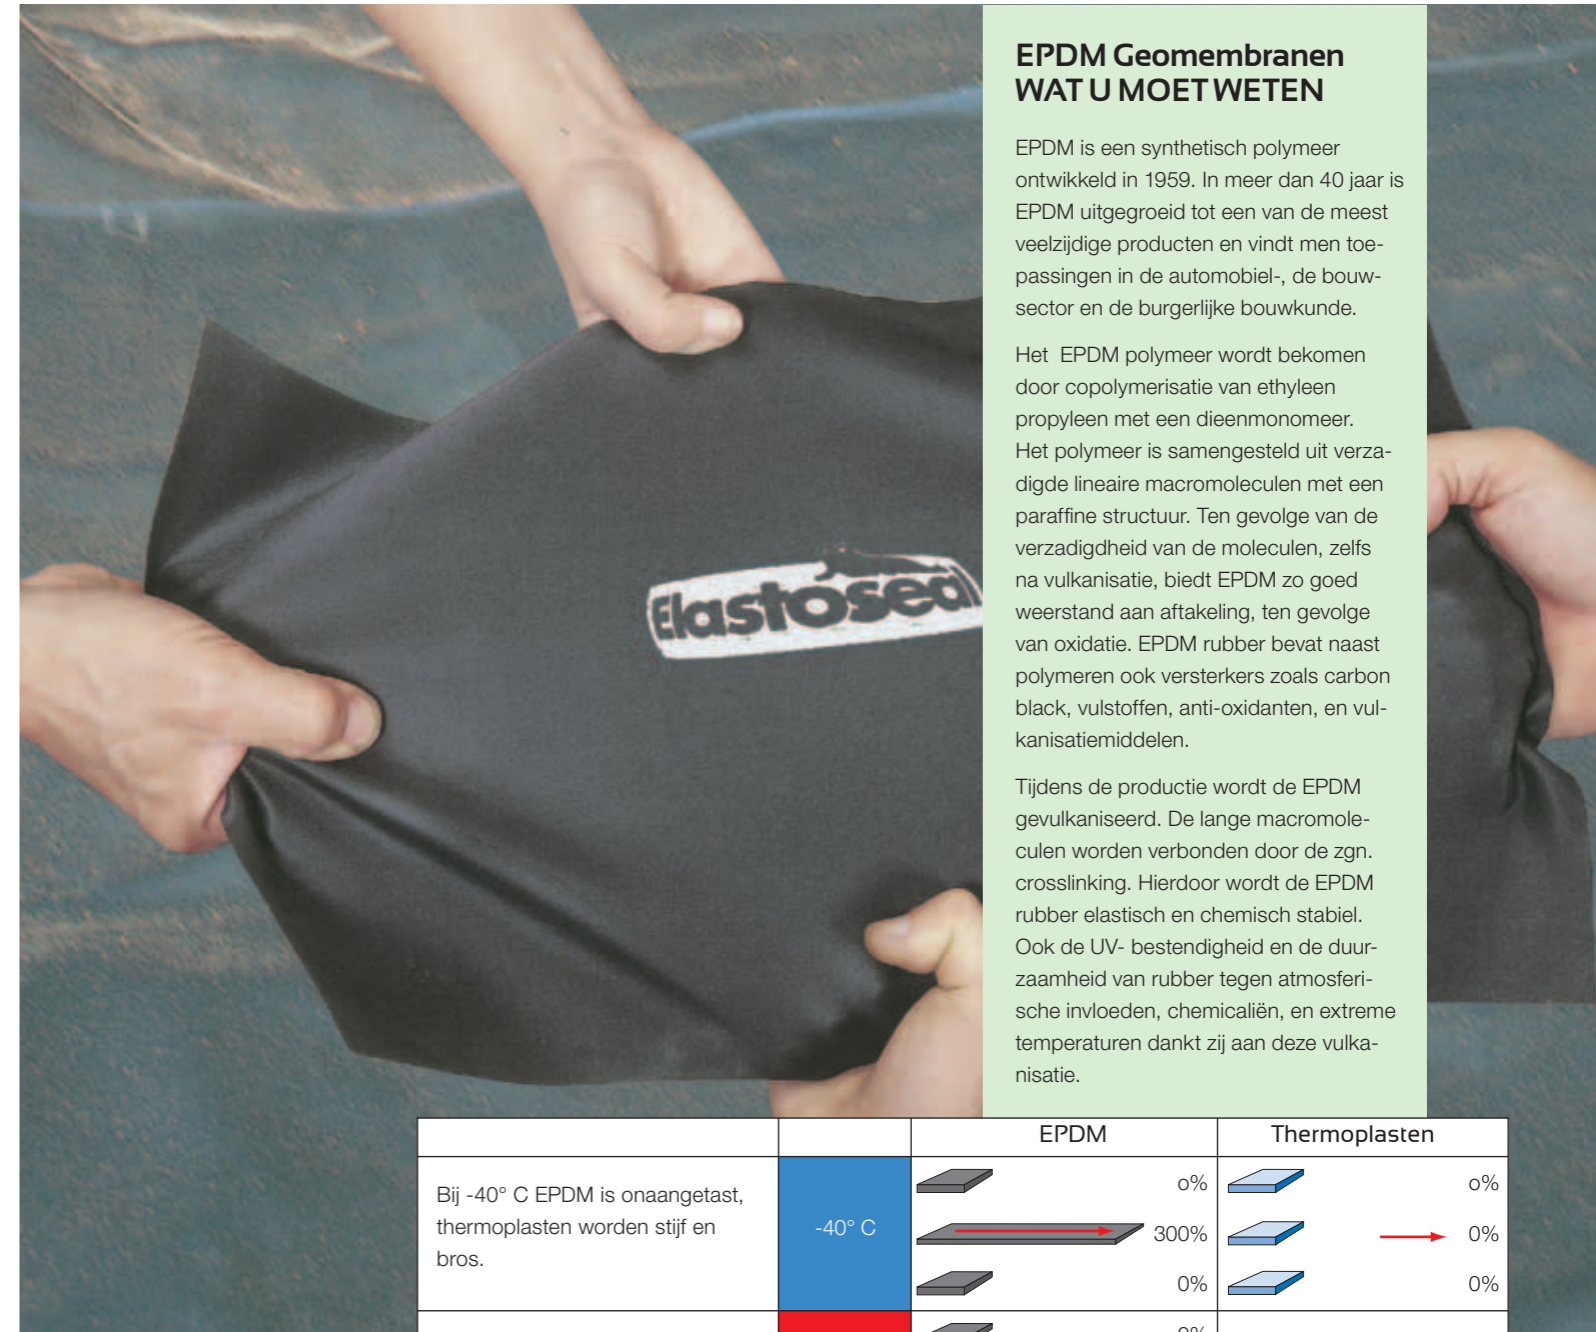 EPDM Geomembranen
WAT U MOET WETEN
EPDM is een synthetisch polymeer
ontwikkeld in 1959. In meer dan 40 jaar is
EPDM uitgegroeid tot een van de meest
veelzijdige producten en vindt men toe-
passingen in de automobiel-, de bouw-
sector en de burgerlijke bouwkunde.
Het EPDM polymeer wordt bekomen
door copolymerisatie van ethyleen
propyleen met een dieenmonomeer.
Het polymeer is samengesteld uit verza-
digde lineaire macromoleculen met een
paraffine structuur. Ten gevolge van de
verzadigdheid van de moleculen, zelfs
na vulkanisatie, biedt EPDM zo goed
weerstand aan aftakeling, ten gevolge
van oxidatie. EPDM rubber bevat naast
polymeren ook versterkers zoals carbon
black, vulstoffen, anti-oxidanten, en vul-
kanisatiemiddelen.
Tijdens de productie wordt de EPDM
gevulkaniseerd. De lange macromole-
culen worden verbonden door de zgn.
crosslinking. Hierdoor wordt de EPDM
rubber elastisch en chemisch stabiel.
Ook de UV- bestendigheid en de duur-
zaamheid van rubber tegen atmosferi-
sche invloeden, chemicaliën, en extreme
temperaturen dankt zij aan deze vulka-
nisatie.
Elastoseal
EPDM
Thermoplasten
Bij -40° C EPDM is onaangetast,
thermoplasten worden stijf en
bros.
-40° C
0%
300%
0%
0%
0%
0%